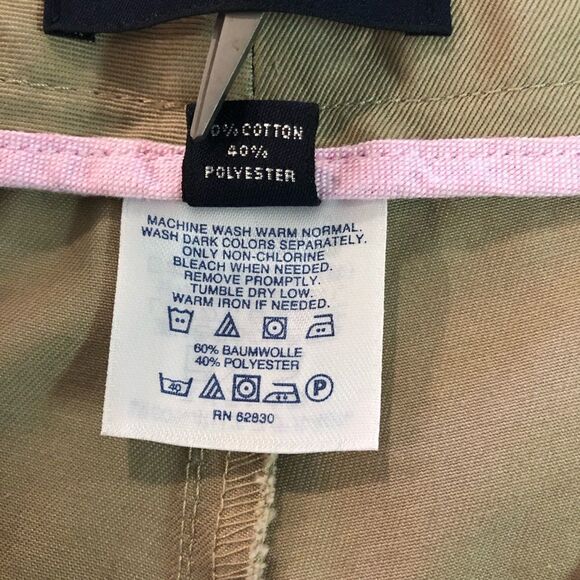 0% COTTON
40%
POLYESTER
MACHINE WASH WARM NORMAL.
WASH DARK COLORS SEPARATELY.
ONLY NON-CHLORINE
BLEACH WHEN NEEDED.
REMOVE PROMPTLY.
TUMBLE DRY LOW.
WARM IRON IF NEEDED.
60% BAUMWOLLE
40% POLYESTER
40 P
RN 62830